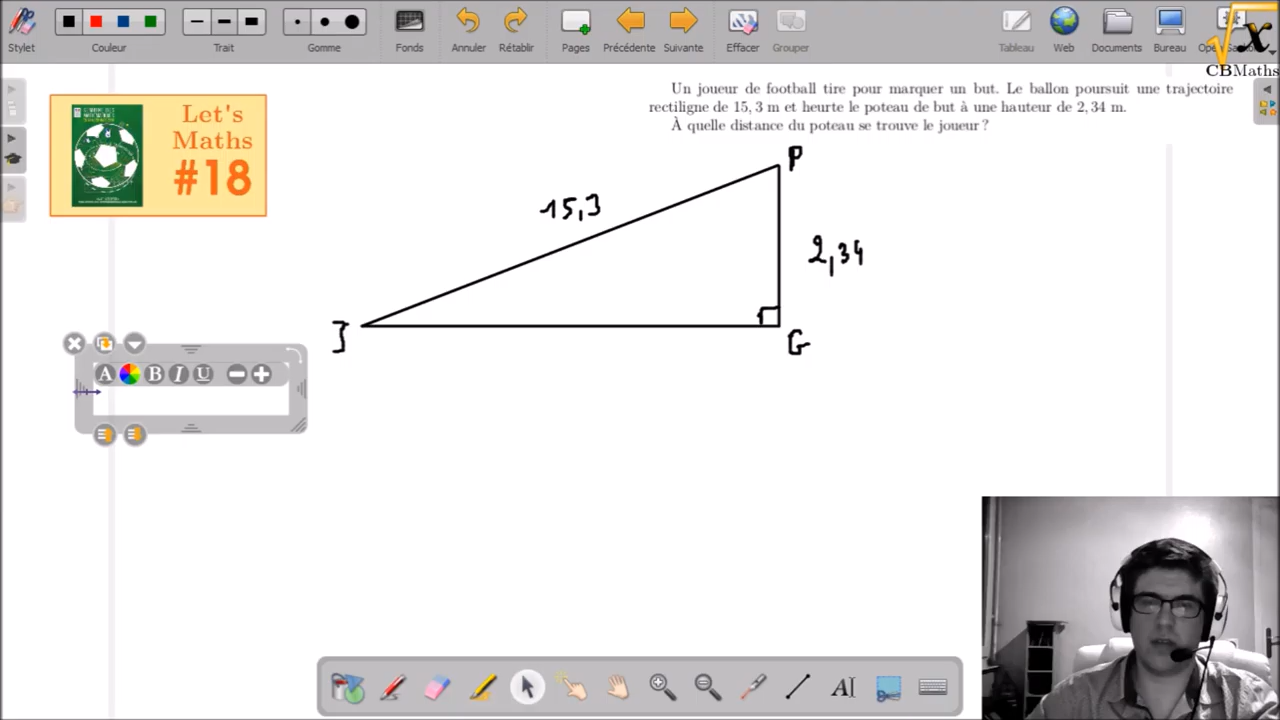 Stylet
Couleur
Trait
Gomme
Fonds
Annuler
Rétablir
Pages
Précédente
Suivante
Effacer
Grouper
Tableau
Web
Documents
Bureau
CBMaths
Un joueur de football tire pour marquer un but. Le ballon poursuit une trajectoire
rectiligne de 15, 3 m et heurte le poteau de but à une hauteur de 2, 34 m.
À quelle distance du poteau se trouve le joueur ?
Let's
Maths
#18
P
15,3
2,34
J
G
A B I U